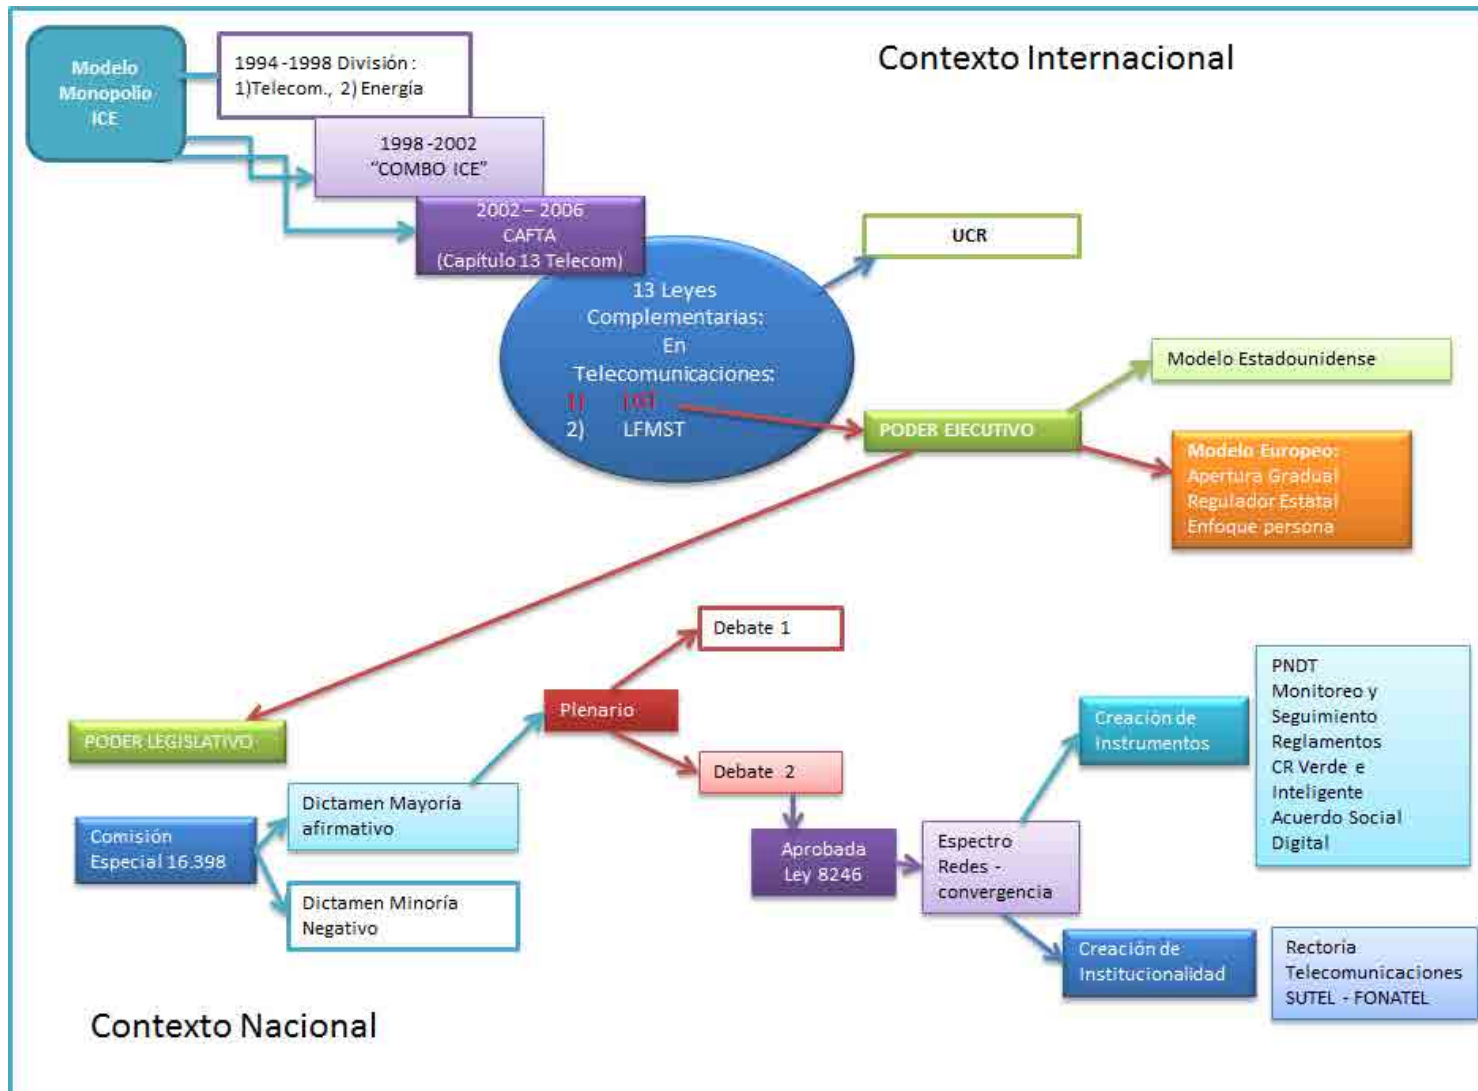 Contexto Internacional
Modelo
Monopolio
ICE
1994 -1998 División :
1)Telecom., 2) Energía
1998 -2002
“COMBO ICE”
2002 – 2006
CAFTA
(Capítulo 13 Telecom)
13 Leyes
Complementarias:
En
Telecomunicaciones:
1) LGT
2) LFMST
UCR
PODER EJECUTIVO
Modelo Estadounidense
Modelo Europeo:
Apertura Gradual
Regulador Estatal
Enfoque persona
PODER LEGISLATIVO
Comisión
Especial 16.398
Dictamen Mayoría
afirmativo
Dictamen Minoría
Negativo
Plenario
Debate 1
Debate 2
Aprobada
Ley 8246
Espectro
Redes -
convergencia
Creación de
Instrumentos
PNDT
Monitoreo y
Seguimiento
Reglamentos
CR Verde e
Inteligente
Acuerdo Social
Digital
Creación de
Institucionalidad
Rectoría
Telecomunicaciones
SUTEL - FONATEL
Contexto Nacional